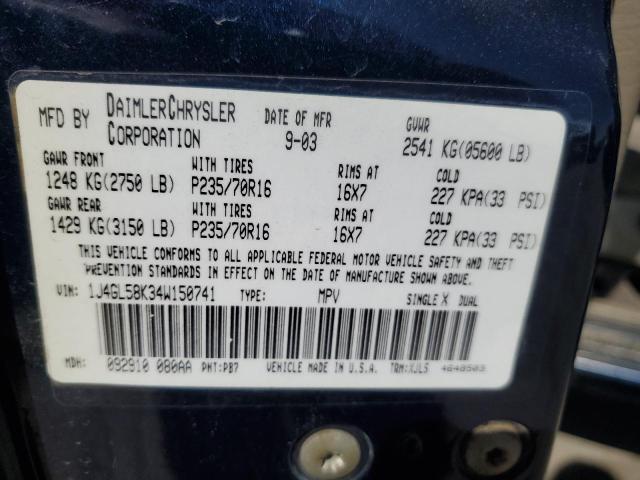 MFD BY DAIMLERCHRYSLER CORPORATION DATE OF MFR 9-03 GVWR 2541 KG(05600 LB)
GAWR FRONT WITH TIRES RIMS AT COLD
1248 KG(2750 LB) P235/70R16 16X7 227 KPA(33 PSI)
GAWR REAR WITH TIRES RIMS AT COLD
1429 KG(3150 LB) P235/70R16 16X7 227 KPA(33 PSI)
THIS VEHICLE CONFORMS TO ALL APPLICABLE FEDERAL MOTOR VEHICLE SAFETY AND THEFT
PREVENTION STANDARDS IN EFFECT ON THE DATE OF MANUFACTURE SHOWN ABOVE.
VIN: 1J4GL58K34W150741 TYPE: MPV SINGLE X DUAL
MDH: 092910 080AA PNT:PB7 VEHICLE MADE IN U.S.A. TRM:XJL5